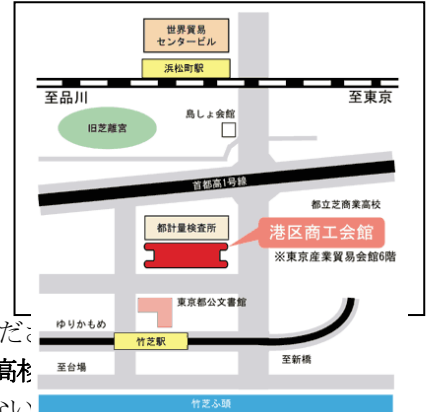 世界貿易
センタービル
浜松町駅
至品川
至東京
旧芝離宮
島しょ会館
首都高1号線
都立芝商業高校
都計量検査所
港区商工会館
※東京産業貿易会館6階
東京都公文書館
ゆりかもめ
竹芝駅
至台場
至新橋
竹芝ふ頭